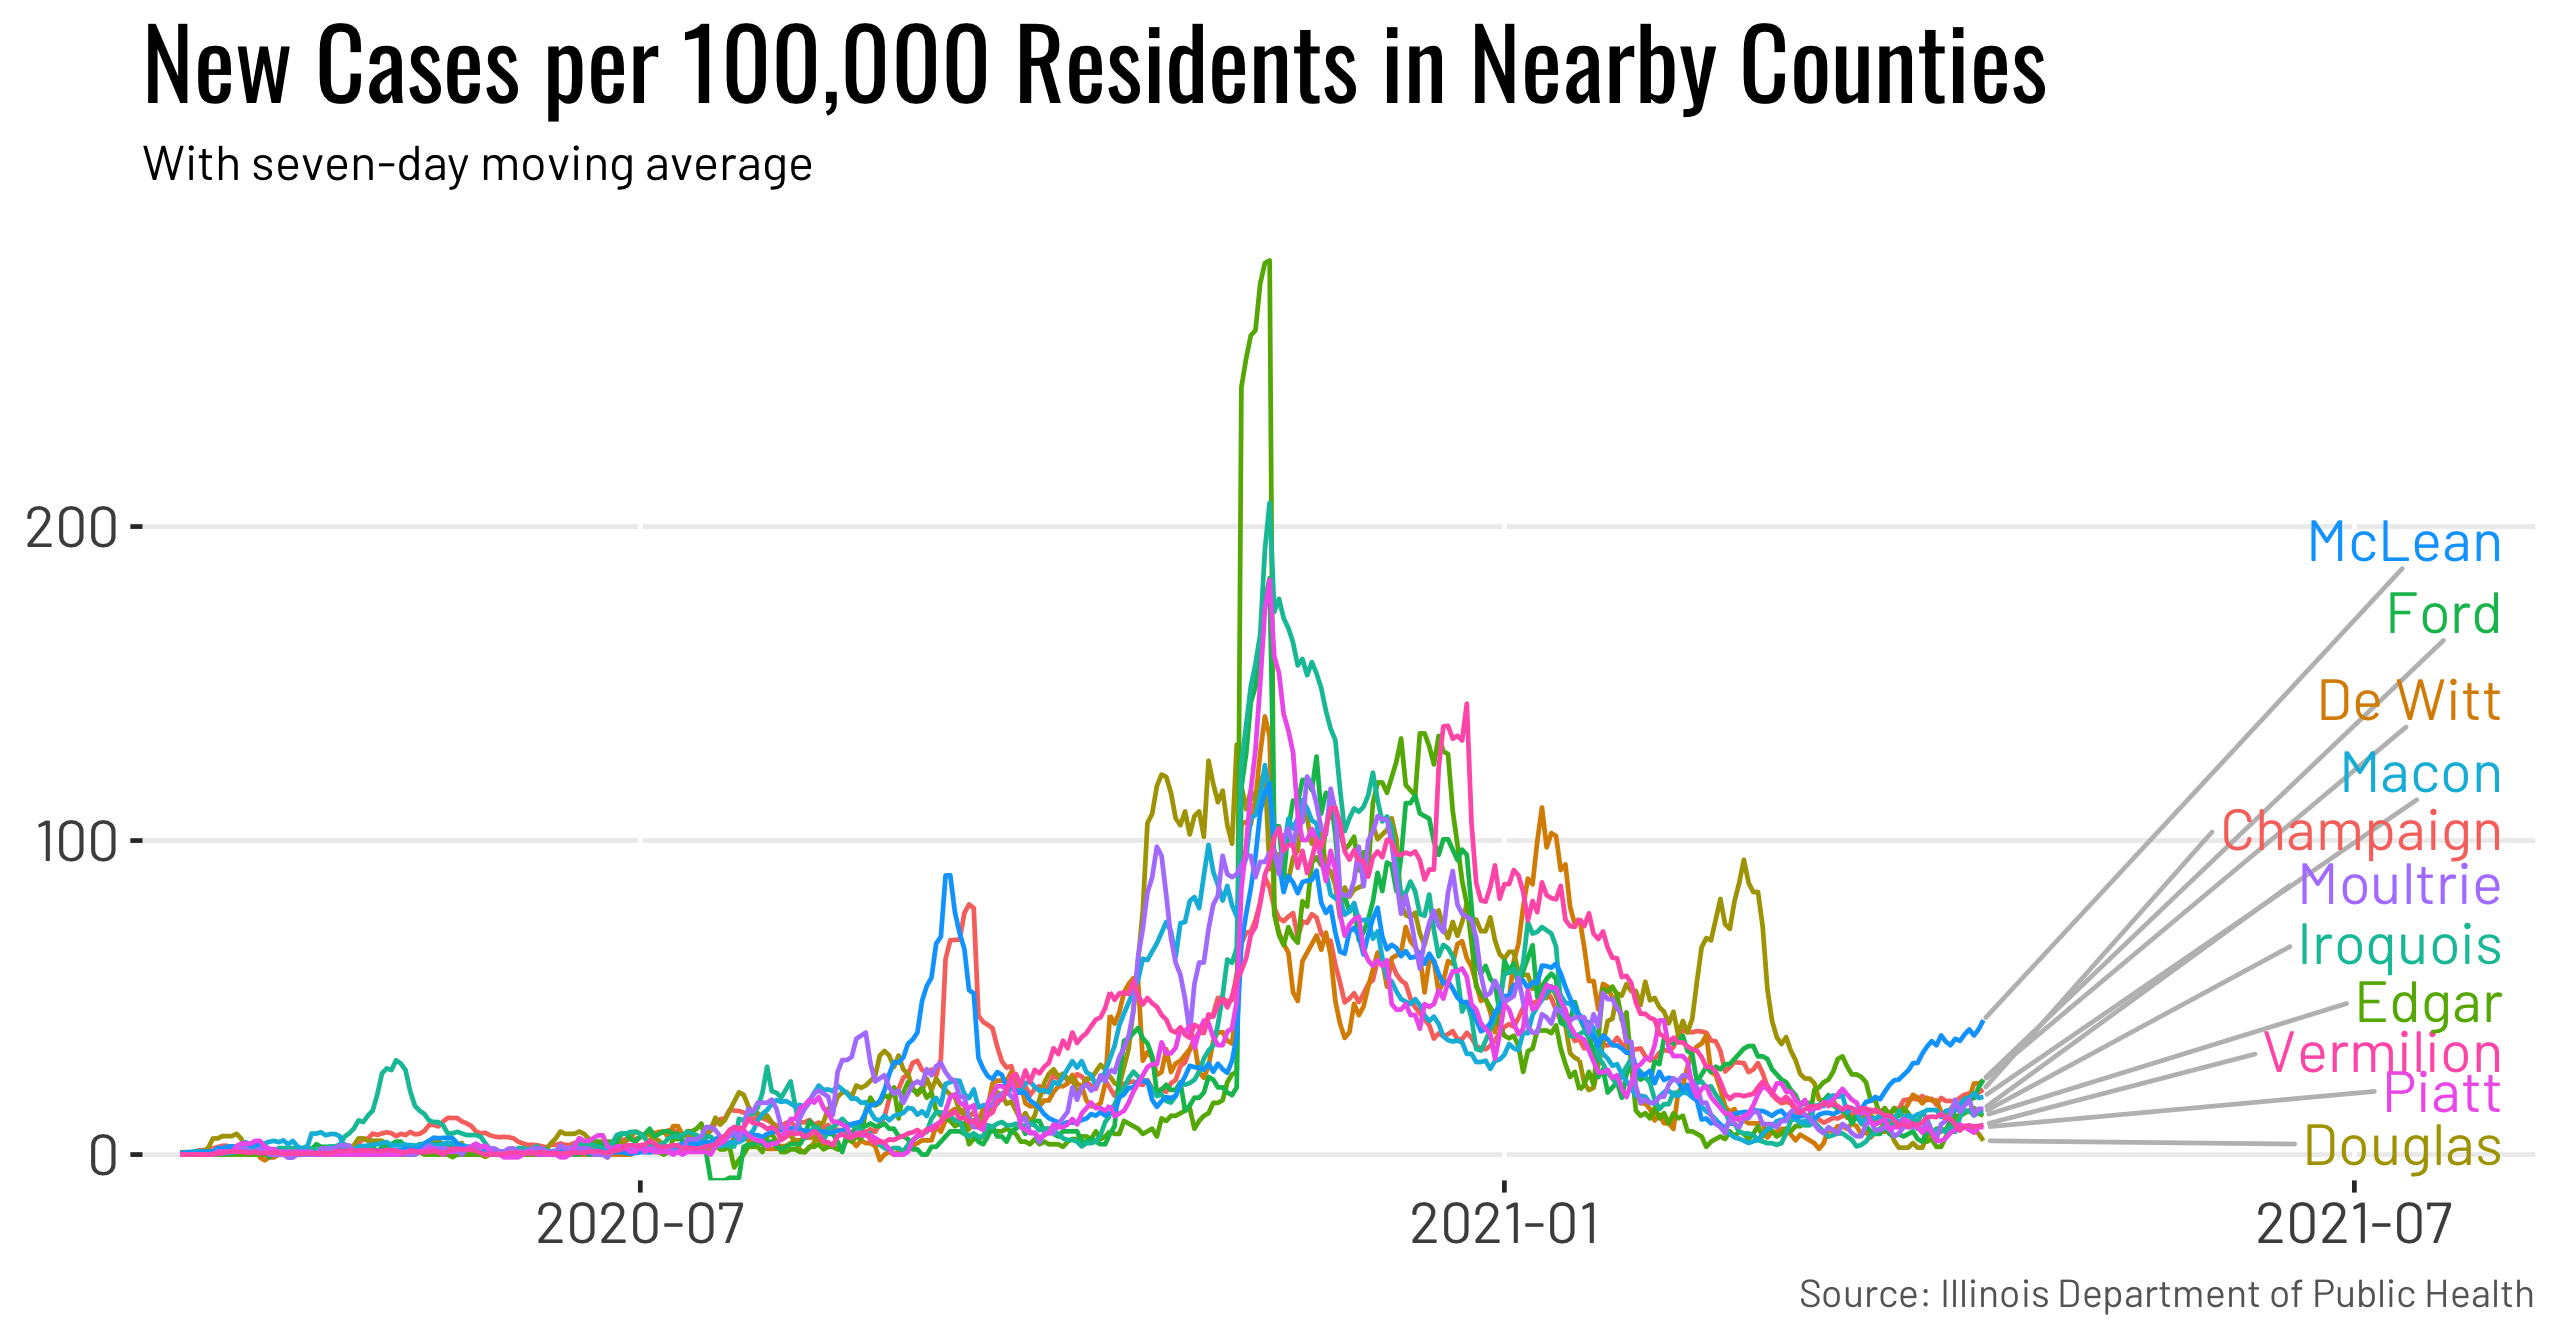 New Cases per 100,000 Residents in Nearby Counties
With seven-day moving average
200
100
0
McLean
Ford
De Witt
Macon
Champaign
Moultrie
Iroquois
Edgar
Vermilion
Piatt
Douglas
2020-07
2021-01
2021-07
Source: Illinois Department of Public Health